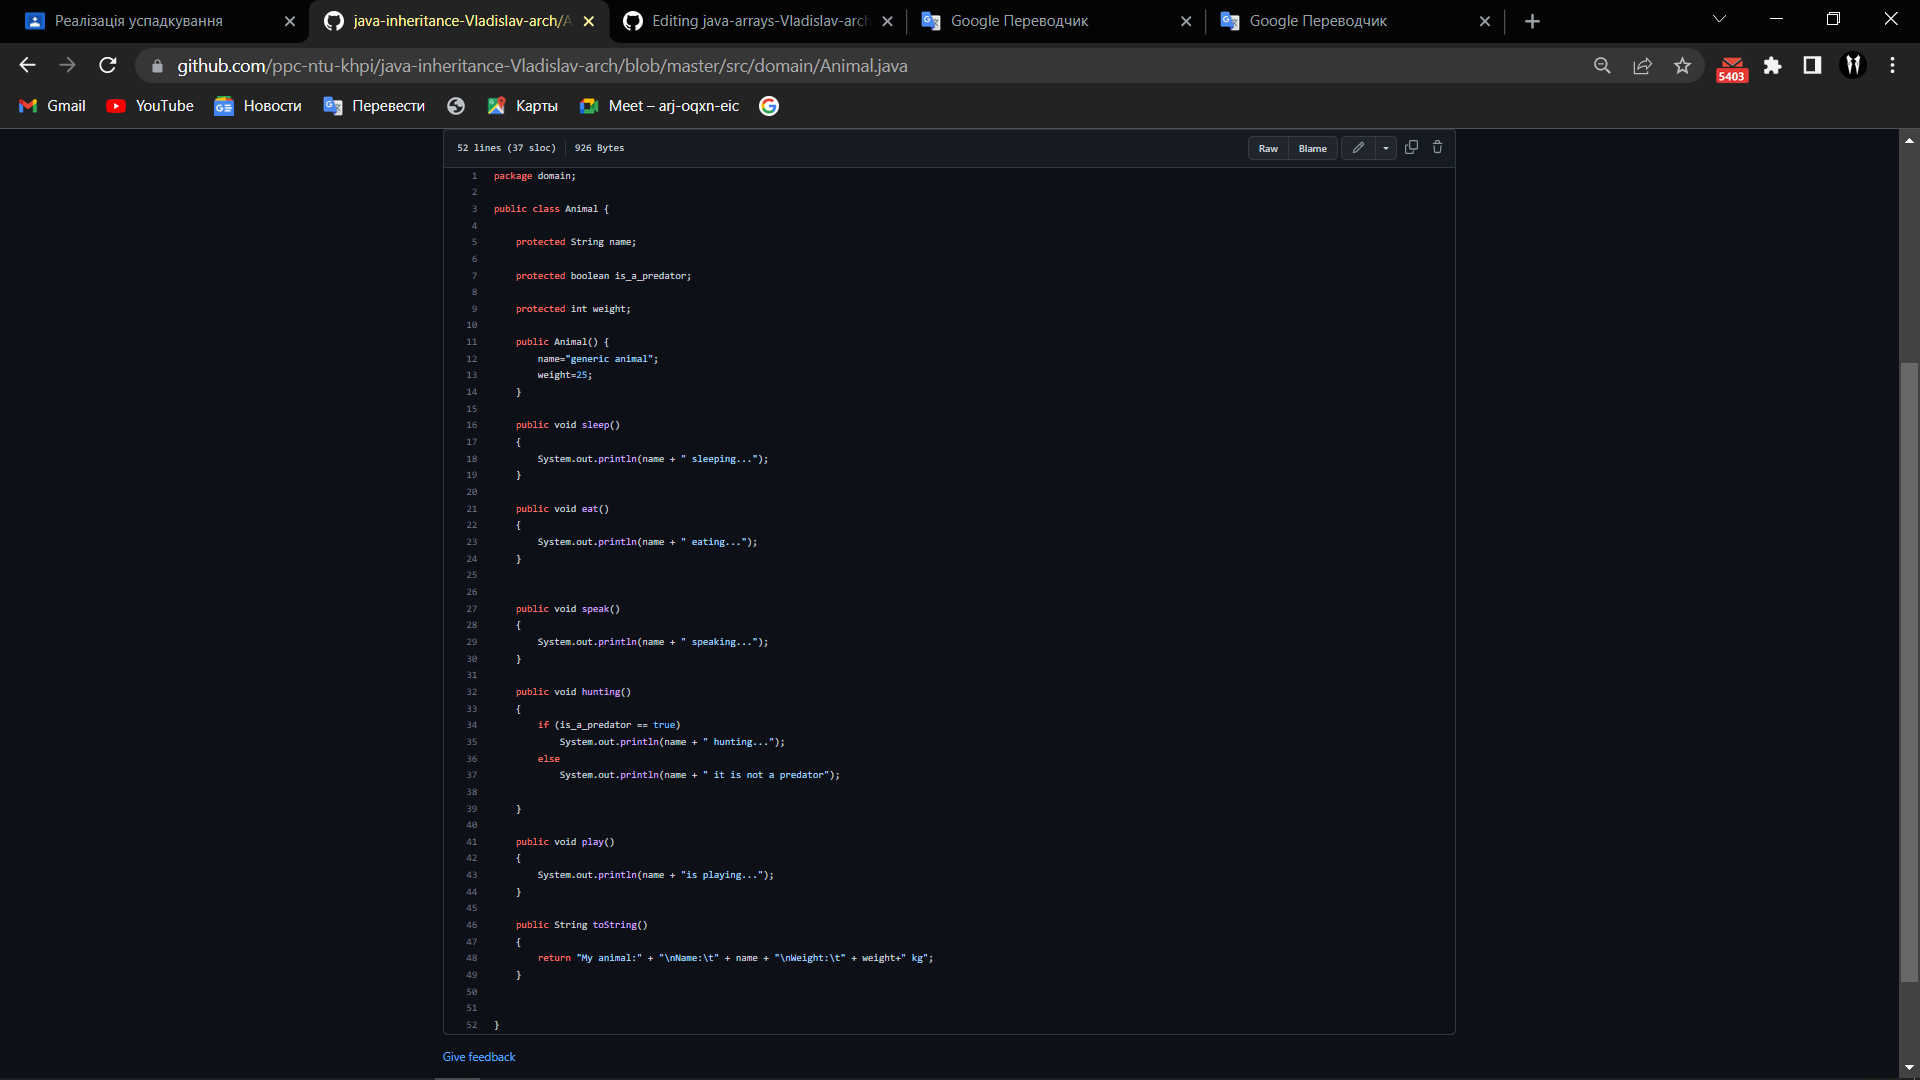 Реалізація успадкування
java-inheritance-Vladislav-arch/A
Editing java-arrays-Vladislav-arch
Google Переводчик
Google Переводчик
github.com/ppc-ntu-khpi/java-inheritance-Vladislav-arch/blob/master/src/domain/Animal.java
5403
Gmail
YouTube
Новости
Перевести
Карты
Meet – arj-oqxn-eic
52 lines (37 sloc) 926 Bytes
Raw
Blame
1 package domain;
2
3 public class Animal {
4
5 protected String name;
6
7 protected boolean is_a_predator;
8
9 protected int weight;
10
11 public Animal() {
12 name="generic animal";
13 weight=25;
14 }
15
16 public void sleep()
17 {
18 System.out.println(name + " sleeping...");
19 }
20
21 public void eat()
22 {
23 System.out.println(name + " eating...");
24 }
25
26
27 public void speak()
28 {
29 System.out.println(name + " speaking...");
30 }
31
32 public void hunting()
33 {
34 if (is_a_predator == true)
35 System.out.println(name + " hunting...");
36 else
37 System.out.println(name + " it is not a predator");
38
39 }
40
41 public void play()
42 {
43 System.out.println(name + "is playing...");
44 }
45
46 public String toString()
47 {
48 return "My animal:" + "\nName:\t" + name + "\nWeight:\t" + weight+" kg";
49 }
50
51
52 }
Give feedback